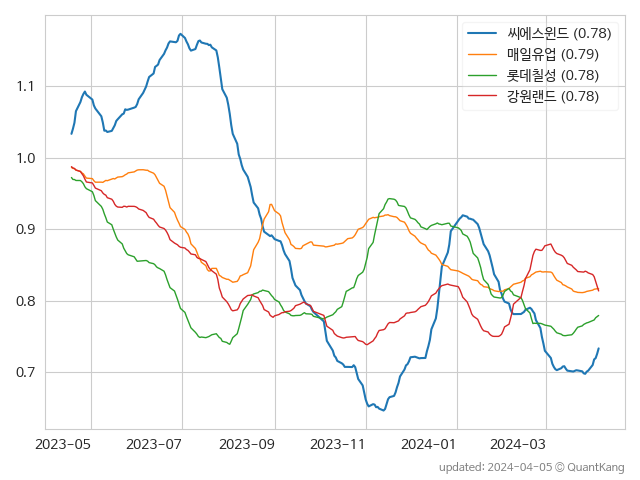 씨에스윈드 (0.78)
매일유업 (0.79)
롯데칠성 (0.78)
강원랜드 (0.78)
1.1
1.0
0.9
0.8
0.7
2023-05 2023-07 2023-09 2023-11 2024-01 2024-03
updated: 2024-04-05 © QuantKang